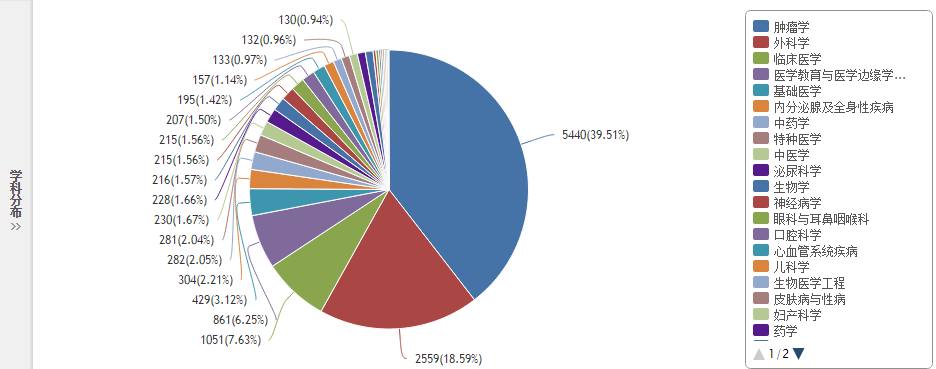 学科分布
>>
130(0.94%)
132(0.96%)
133(0.97%)
157(1.14%)
195(1.42%)
207(1.50%)
215(1.56%)
215(1.56%)
216(1.57%)
228(1.66%)
230(1.67%)
281(2.04%)
282(2.05%)
304(2.21%)
429(3.12%)
861(6.25%)
1051(7.63%)
2559(18.59%)
5440(39.51%)
肿瘤学
外科学
临床医学
医学教育与医学边缘学...
基础医学
内分泌腺及全身性疾病
中药学
特种医学
中医学
泌尿科学
生物学
神经病学
眼科与耳鼻咽喉科
口腔科学
心血管系统疾病
儿科学
生物医学工程
皮肤病与性病
妇产科学
药学
1/2